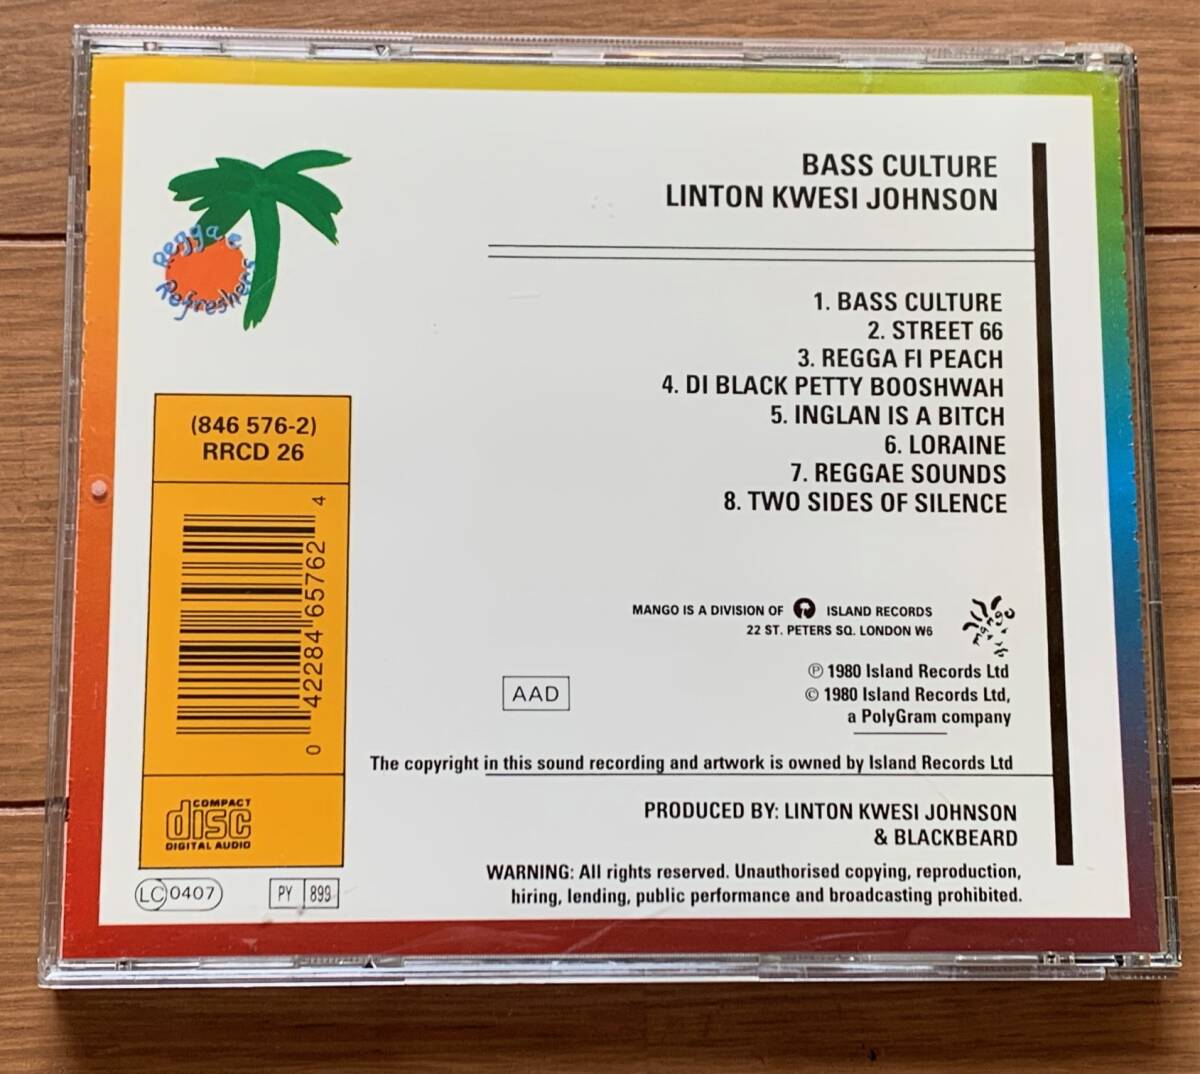 BASS CULTURE
LINTON KWESI JOHNSON
Reggae
Refreshers
1. BASS CULTURE
2. STREET 66
3. REGGA FI PEACH
4. DI BLACK PETTY BOOSHWAH
5. INGLAN IS A BITCH
6. LORAINE
7. REGGAE SOUNDS
8. TWO SIDES OF SILENCE
(846 576-2)
RRCD 26
0 42284 65762 4
COMPACT
disc
DIGITAL AUDIO
LC 0407
PY 899
MANGO IS A DIVISION OF ISLAND RECORDS
22 ST. PETERS SQ. LONDON W6
mango
AAD
℗ 1980 Island Records Ltd
© 1980 Island Records Ltd,
a PolyGram company
The copyright in this sound recording and artwork is owned by Island Records Ltd
PRODUCED BY: LINTON KWESI JOHNSON
& BLACKBEARD
WARNING: All rights reserved. Unauthorised copying, reproduction,
hiring, lending, public performance and broadcasting prohibited.